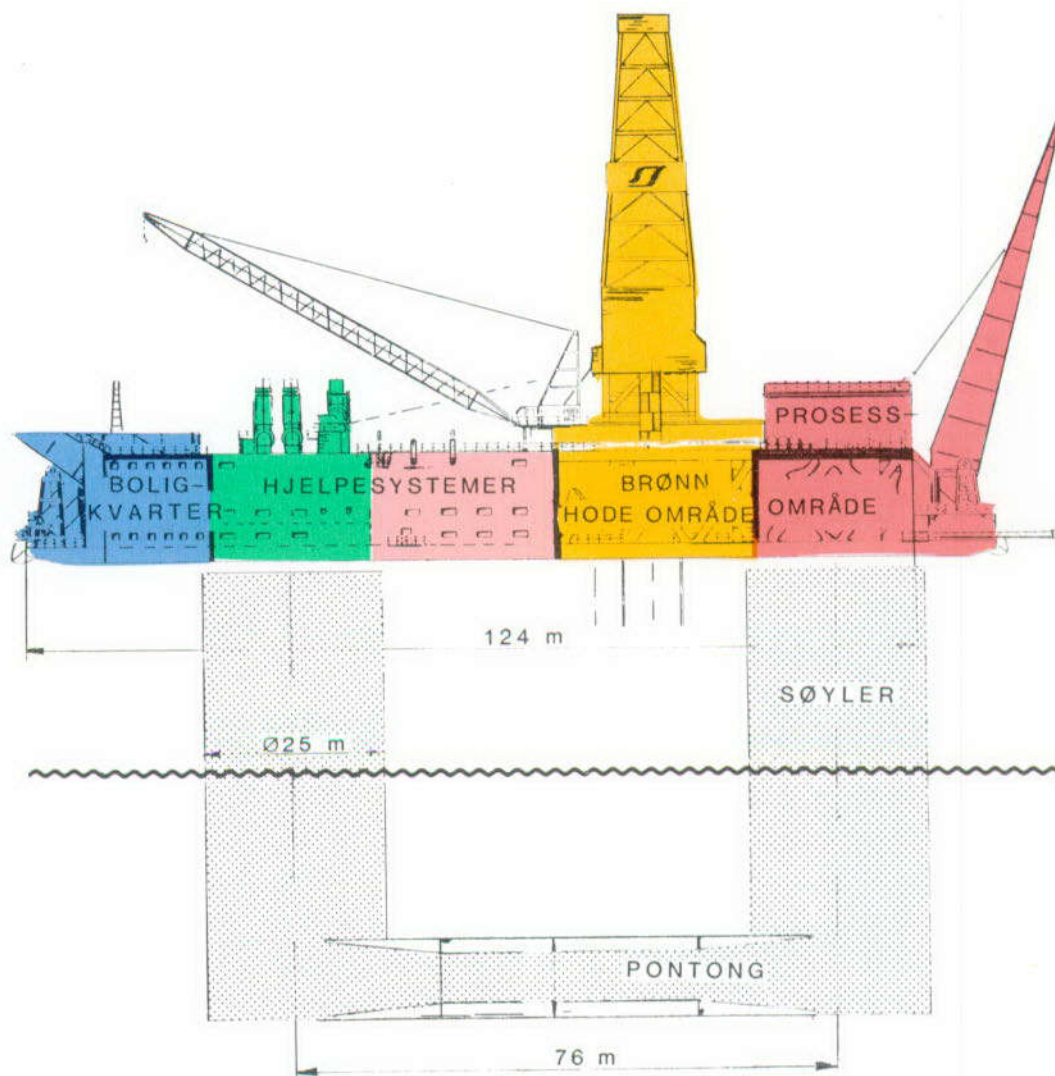 PROSESS
BOLIG-
KVARTER
HJELPESYSTEMER
BRØNN
HODE OMRÅDE
OMRÅDE
124 m
SØYLER
Ø25 m
PONTONG
76 m